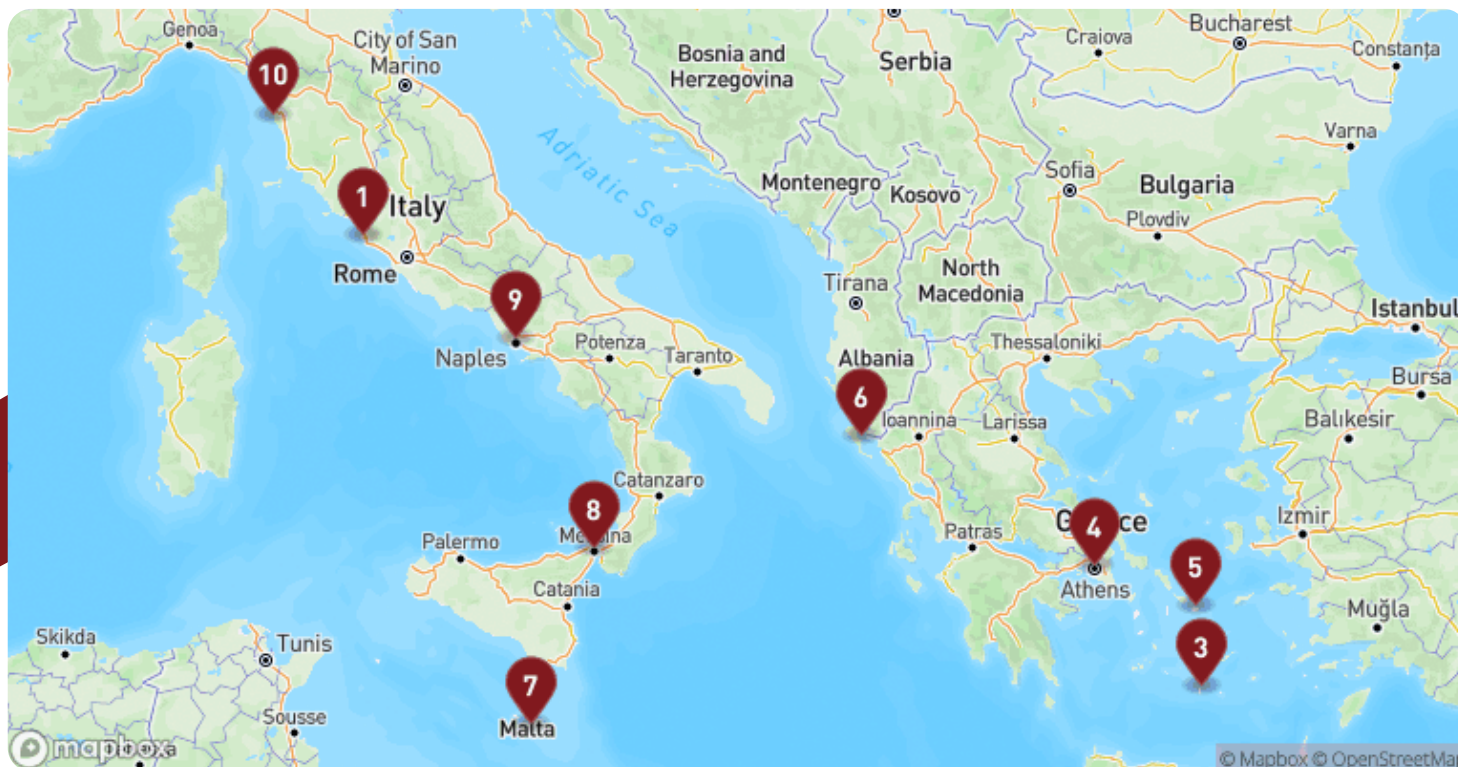 Genoa
City of San
Marino
10
Bosnia and
Herzegovina
Serbia
Craiova
Bucharest
Constanța
Varna
Adriatic Sea
Montenegro
Kosovo
Sofia
Bulgaria
Plovdiv
1
Italy
Rome
Tirana
North
Macedonia
Istanbul
9
Naples
Potenza
Taranto
Albania
Thessaloniki
Bursa
6
Ioannina
Larissa
Balıkesir
Catanzaro
8
Palermo
Catania
Patras
4
Athens
Izmir
5
Muğla
Skikda
Tunis
3
7
Malta
Sousse
mapbox
© Mapbox © OpenStreetMap